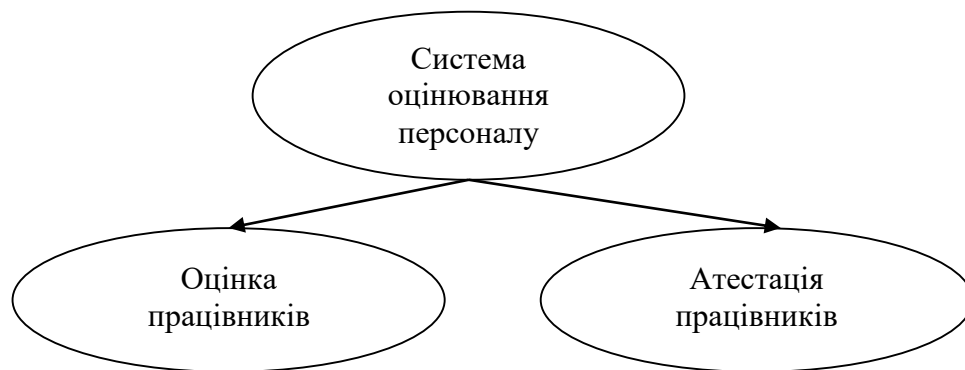 Система
оцінювання
персоналу
Оцінка
працівників
Атестація
працівників